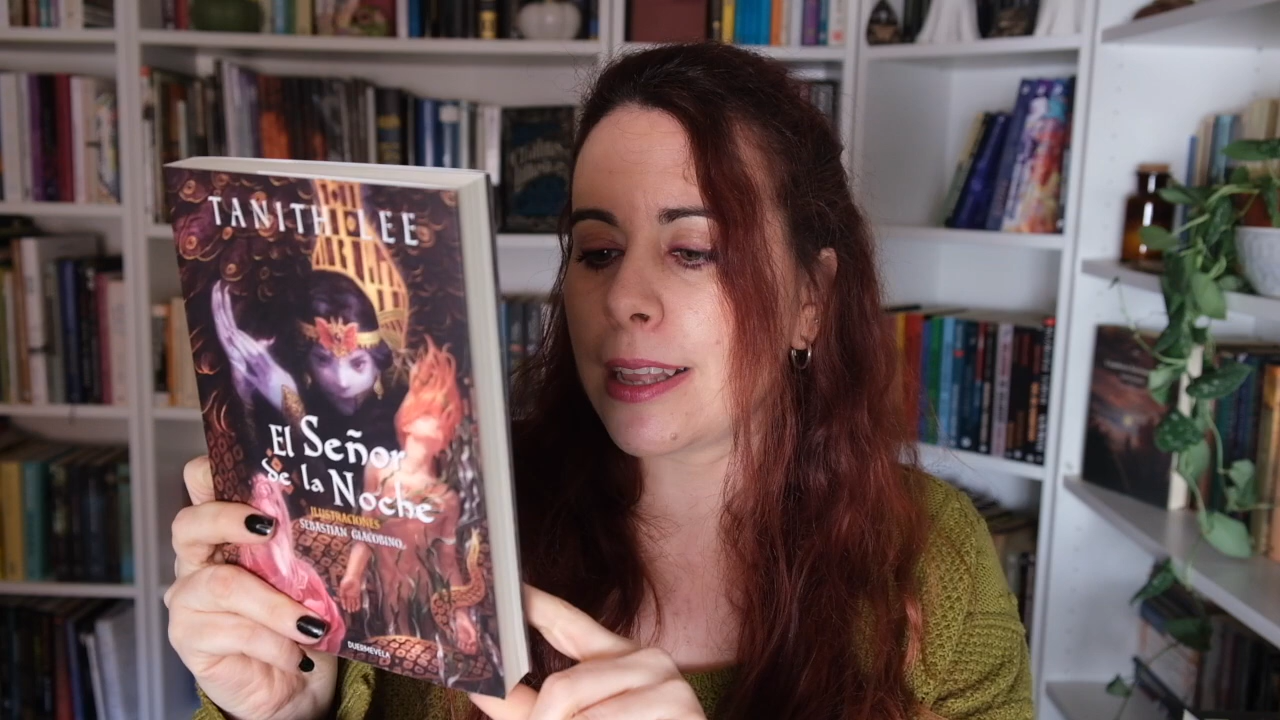 TANITH LEE
El Señor
de la Noche
ILUSTRACIONES
SEBASTIÁN GIACOBINO
DUERMEVELA